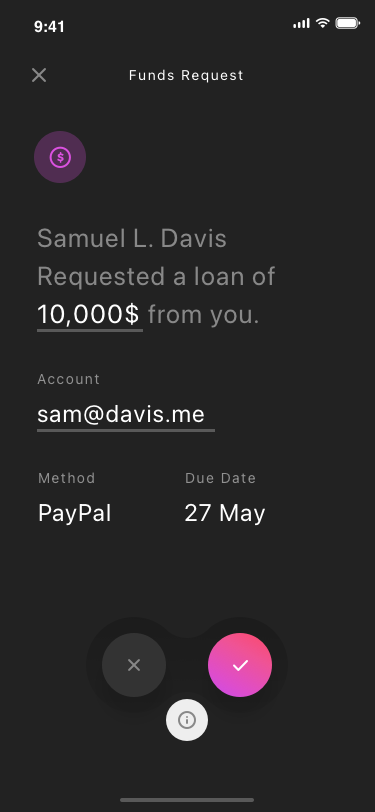 9:41
Funds Request
$
Samuel L. Davis
Requested a loan of
10,000$ from you.
Account
sam@davis.me
Method Due Date
PayPal 27 May